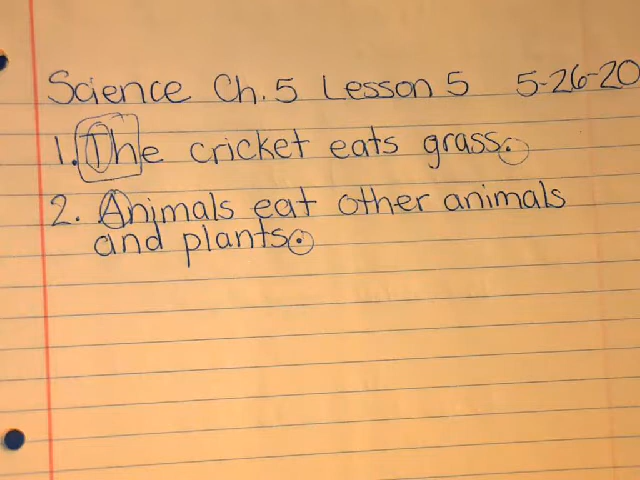 Science Ch. 5 Lesson 5 5-26-20
1. The cricket eats grass.
2. Animals eat other animals
and plants.